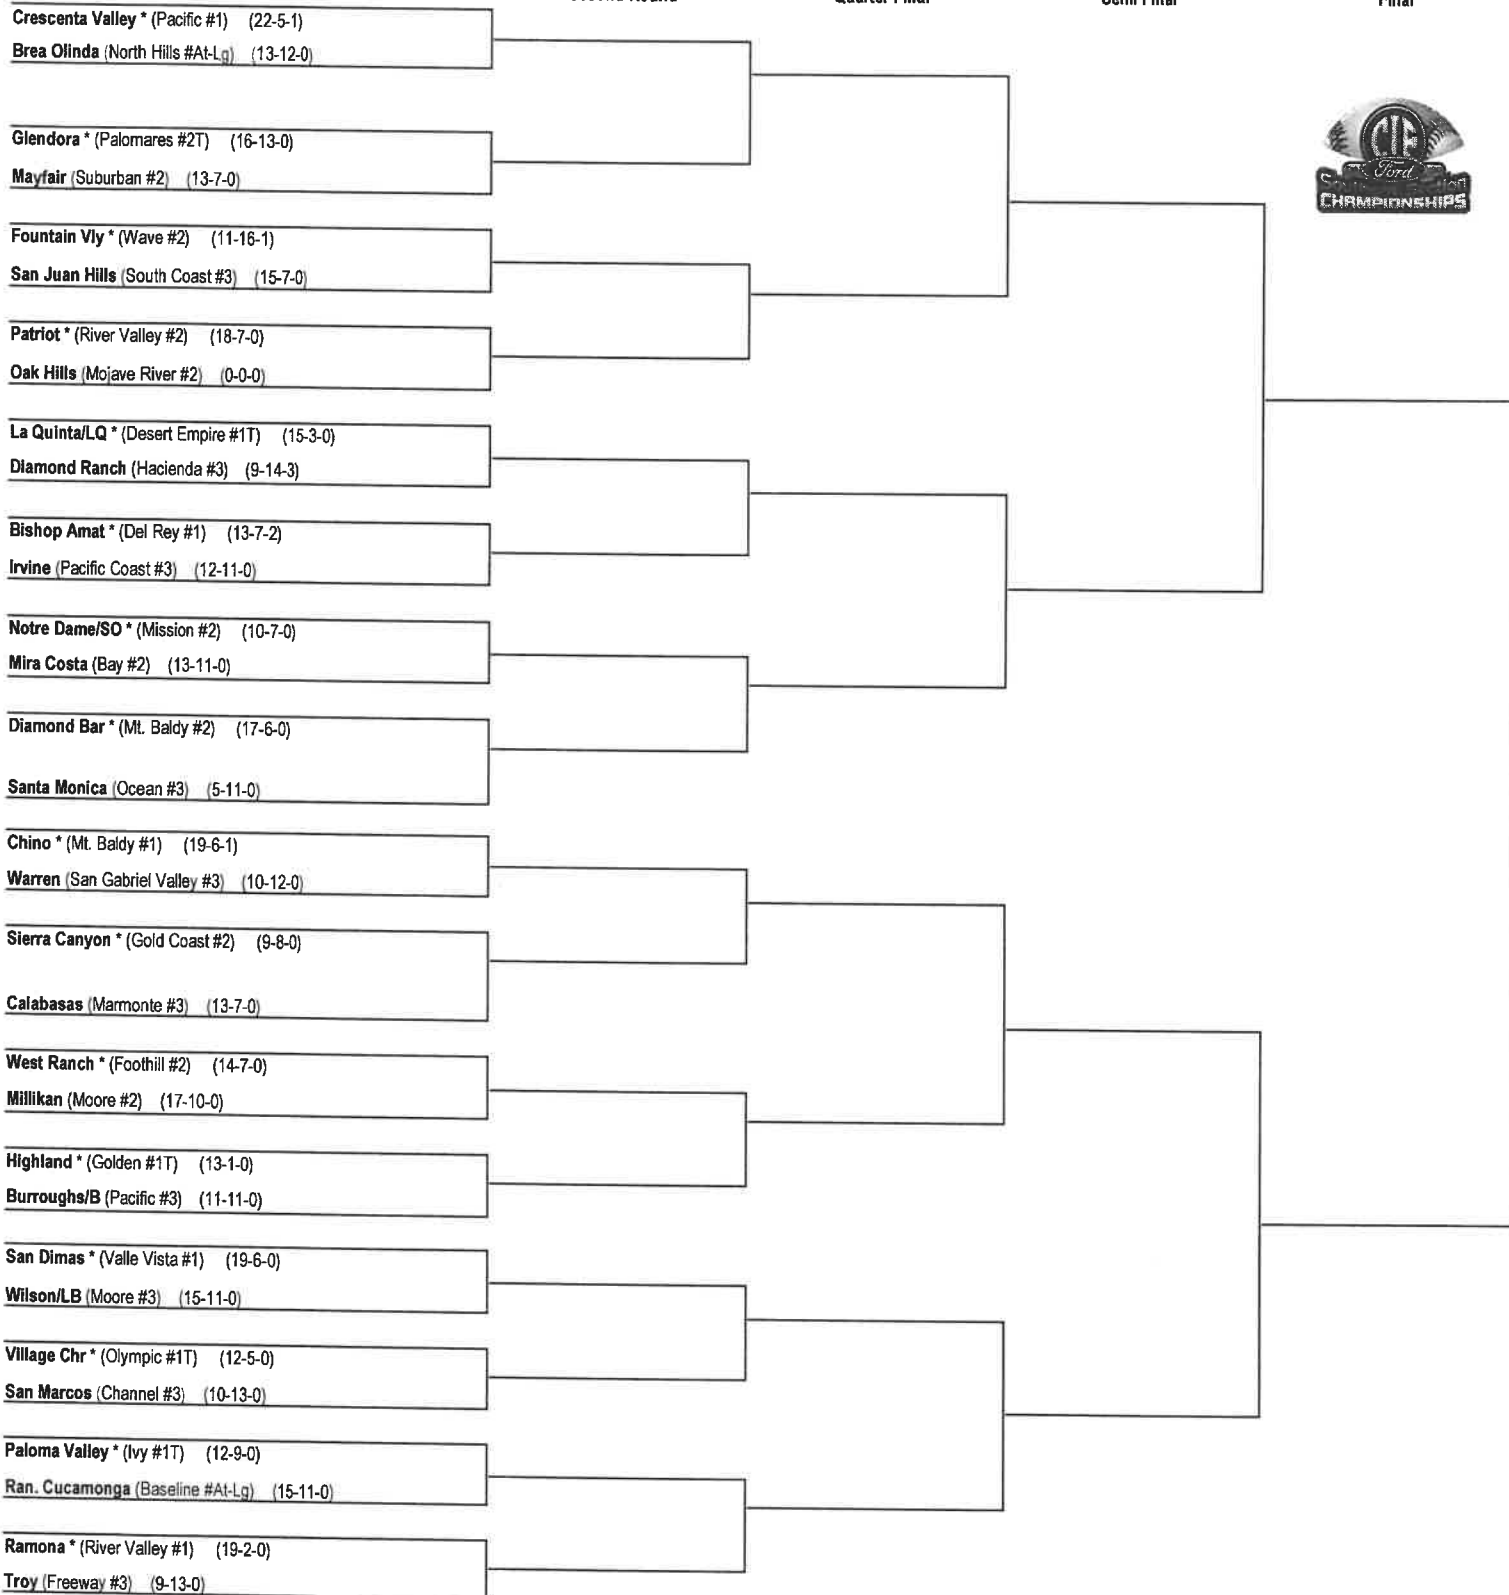 Second Round Quarter Final Semi Final Final
Crescenta Valley * (Pacific #1) (22-5-1)
Brea Olinda (North Hills #At-Lg) (13-12-0)
Glendora * (Palomares #2T) (16-13-0)
Mayfair (Suburban #2) (13-7-0)
Fountain Vly * (Wave #2) (11-16-1)
San Juan Hills (South Coast #3) (15-7-0)
Patriot * (River Valley #2) (18-7-0)
Oak Hills (Mojave River #2) (0-0-0)
La Quinta/LQ * (Desert Empire #1T) (15-3-0)
Diamond Ranch (Hacienda #3) (9-14-3)
Bishop Amat * (Del Rey #1) (13-7-2)
Irvine (Pacific Coast #3) (12-11-0)
Notre Dame/SO * (Mission #2) (10-7-0)
Mira Costa (Bay #2) (13-11-0)
Diamond Bar * (Mt. Baldy #2) (17-6-0)
Santa Monica (Ocean #3) (5-11-0)
Chino * (Mt. Baldy #1) (19-6-1)
Warren (San Gabriel Valley #3) (10-12-0)
Sierra Canyon * (Gold Coast #2) (9-8-0)
Calabasas (Marmonte #3) (13-7-0)
West Ranch * (Foothill #2) (14-7-0)
Millikan (Moore #2) (17-10-0)
Highland * (Golden #1T) (13-1-0)
Burroughs/B (Pacific #3) (11-11-0)
San Dimas * (Valle Vista #1) (19-6-0)
Wilson/LB (Moore #3) (15-11-0)
Village Chr * (Olympic #1T) (12-5-0)
San Marcos (Channel #3) (10-13-0)
Paloma Valley * (Ivy #1T) (12-9-0)
Ran. Cucamonga (Baseline #At-Lg) (15-11-0)
Ramona * (River Valley #1) (19-2-0)
Troy (Freeway #3) (9-13-0)
CIF
Ford
CHAMPIONSHIPS